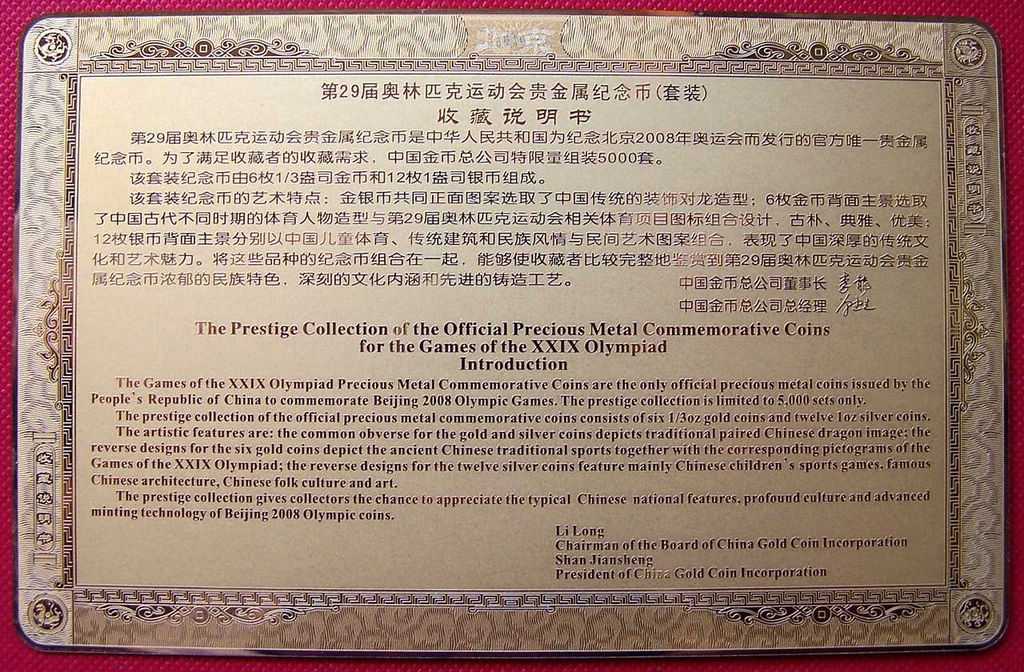 第29届奥林匹克运动会贵金属纪念币(套装)
收藏说明书
第29届奥林匹克运动会贵金属纪念币是中华人民共和国为纪念北京2008年奥运会而发行的官方唯一贵金属
纪念币。为了满足收藏者的收藏需求，中国金币总公司特限量组装5000套。
该套装纪念币由6枚1/3盎司金币和12枚1盎司银币组成。
该套装纪念币的艺术特点：金银币共同正面图案选取了中国传统的装饰对龙造型；6枚金币背面主景选取
了中国古代不同时期的体育人物造型与第29届奥林匹克运动会相关体育项目图标组合设计，古朴、典雅、优美；
12枚银币背面主景分别以中国儿童体育、传统建筑和民族风情与民间艺术图案组合，表现了中国深厚的传统文
化和艺术魅力。将这些品种的纪念币组合在一起，能够使收藏者比较完整地鉴赏到第29届奥林匹克运动会贵金
属纪念币浓郁的民族特色，深刻的文化内涵和先进的铸造工艺。
中国金币总公司董事长
中国金币总公司总经理
The Prestige Collection of the Official Precious Metal Commemorative Coins
for the Games of the XXIX Olympiad
Introduction
The Games of the XXIX Olympiad Precious Metal Commemorative Coins are the only official precious metal coins issued by the
People's Republic of China to commemorate Beijing 2008 Olympic Games. The prestige collection is limited to 5,000 sets only.
The prestige collection of the official precious metal commemorative coins consists of six 1/3oz gold coins and twelve 1oz silver coins.
The artistic features are: the common obverse for the gold and silver coins depicts traditional paired Chinese dragon image; the
reverse designs for the six gold coins depict the ancient Chinese traditional sports together with the corresponding pictograms of the
Games of the XXIX Olympiad; the reverse designs for the twelve silver coins feature mainly Chinese children's sports games, famous
Chinese architecture, Chinese folk culture and art.
The prestige collection gives collectors the chance to appreciate the typical Chinese national features, profound culture and advanced
minting technology of Beijing 2008 Olympic coins.
Li Long
Chairman of the Board of China Gold Coin Incorporation
Shan Jiansheng
President of China Gold Coin Incorporation